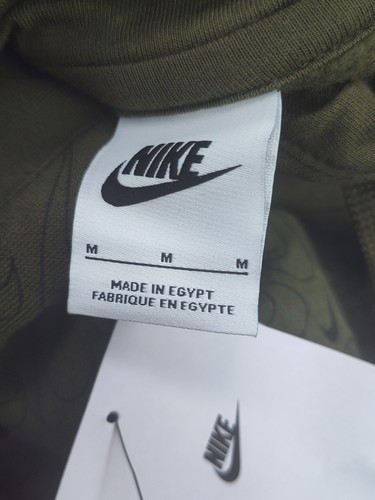 NIKE
M M M
MADE IN EGYPT
FABRIQUE EN EGYPTE
NIKE